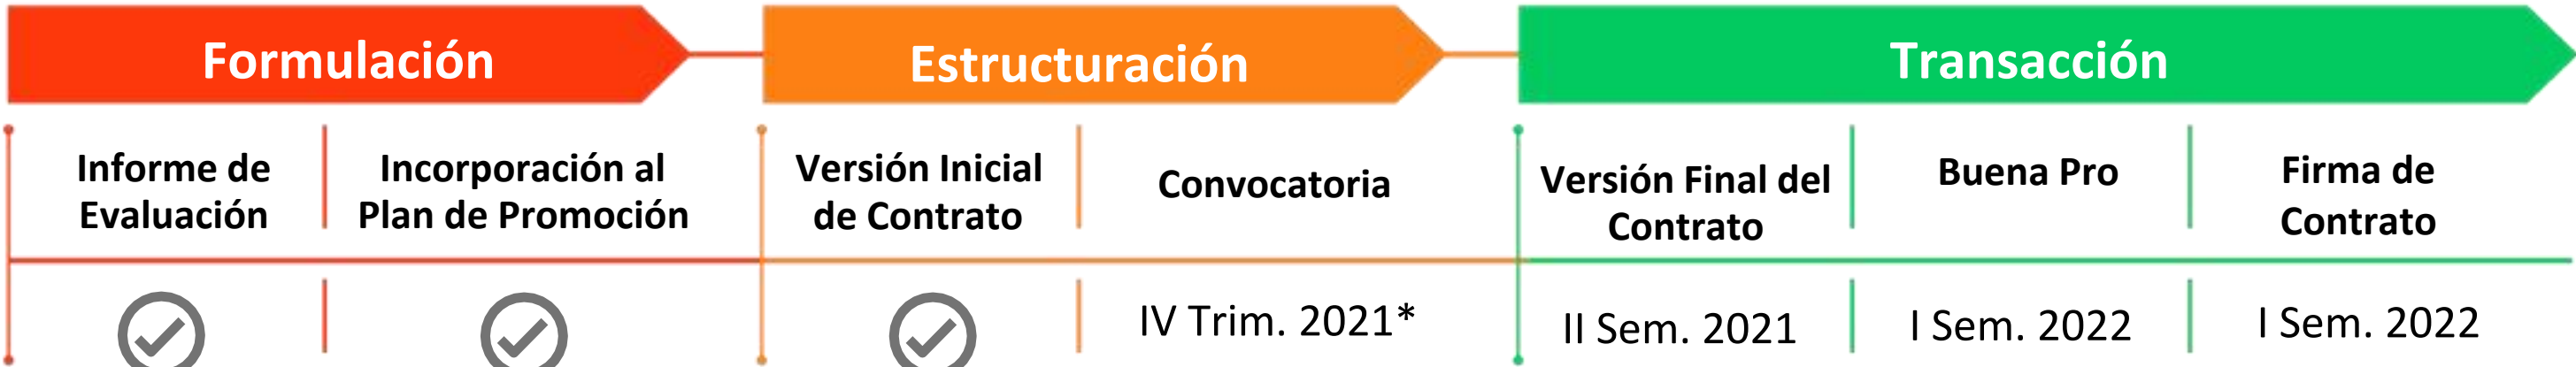 Formulación
Estructuración
Transacción
Informe de
Evaluación
Incorporación al
Plan de Promoción
Versión Inicial
de Contrato
Convocatoria
Versión Final del
Contrato
Buena Pro
Firma de
Contrato
IV Trim. 2021*
II Sem. 2021
I Sem. 2022
I Sem. 2022